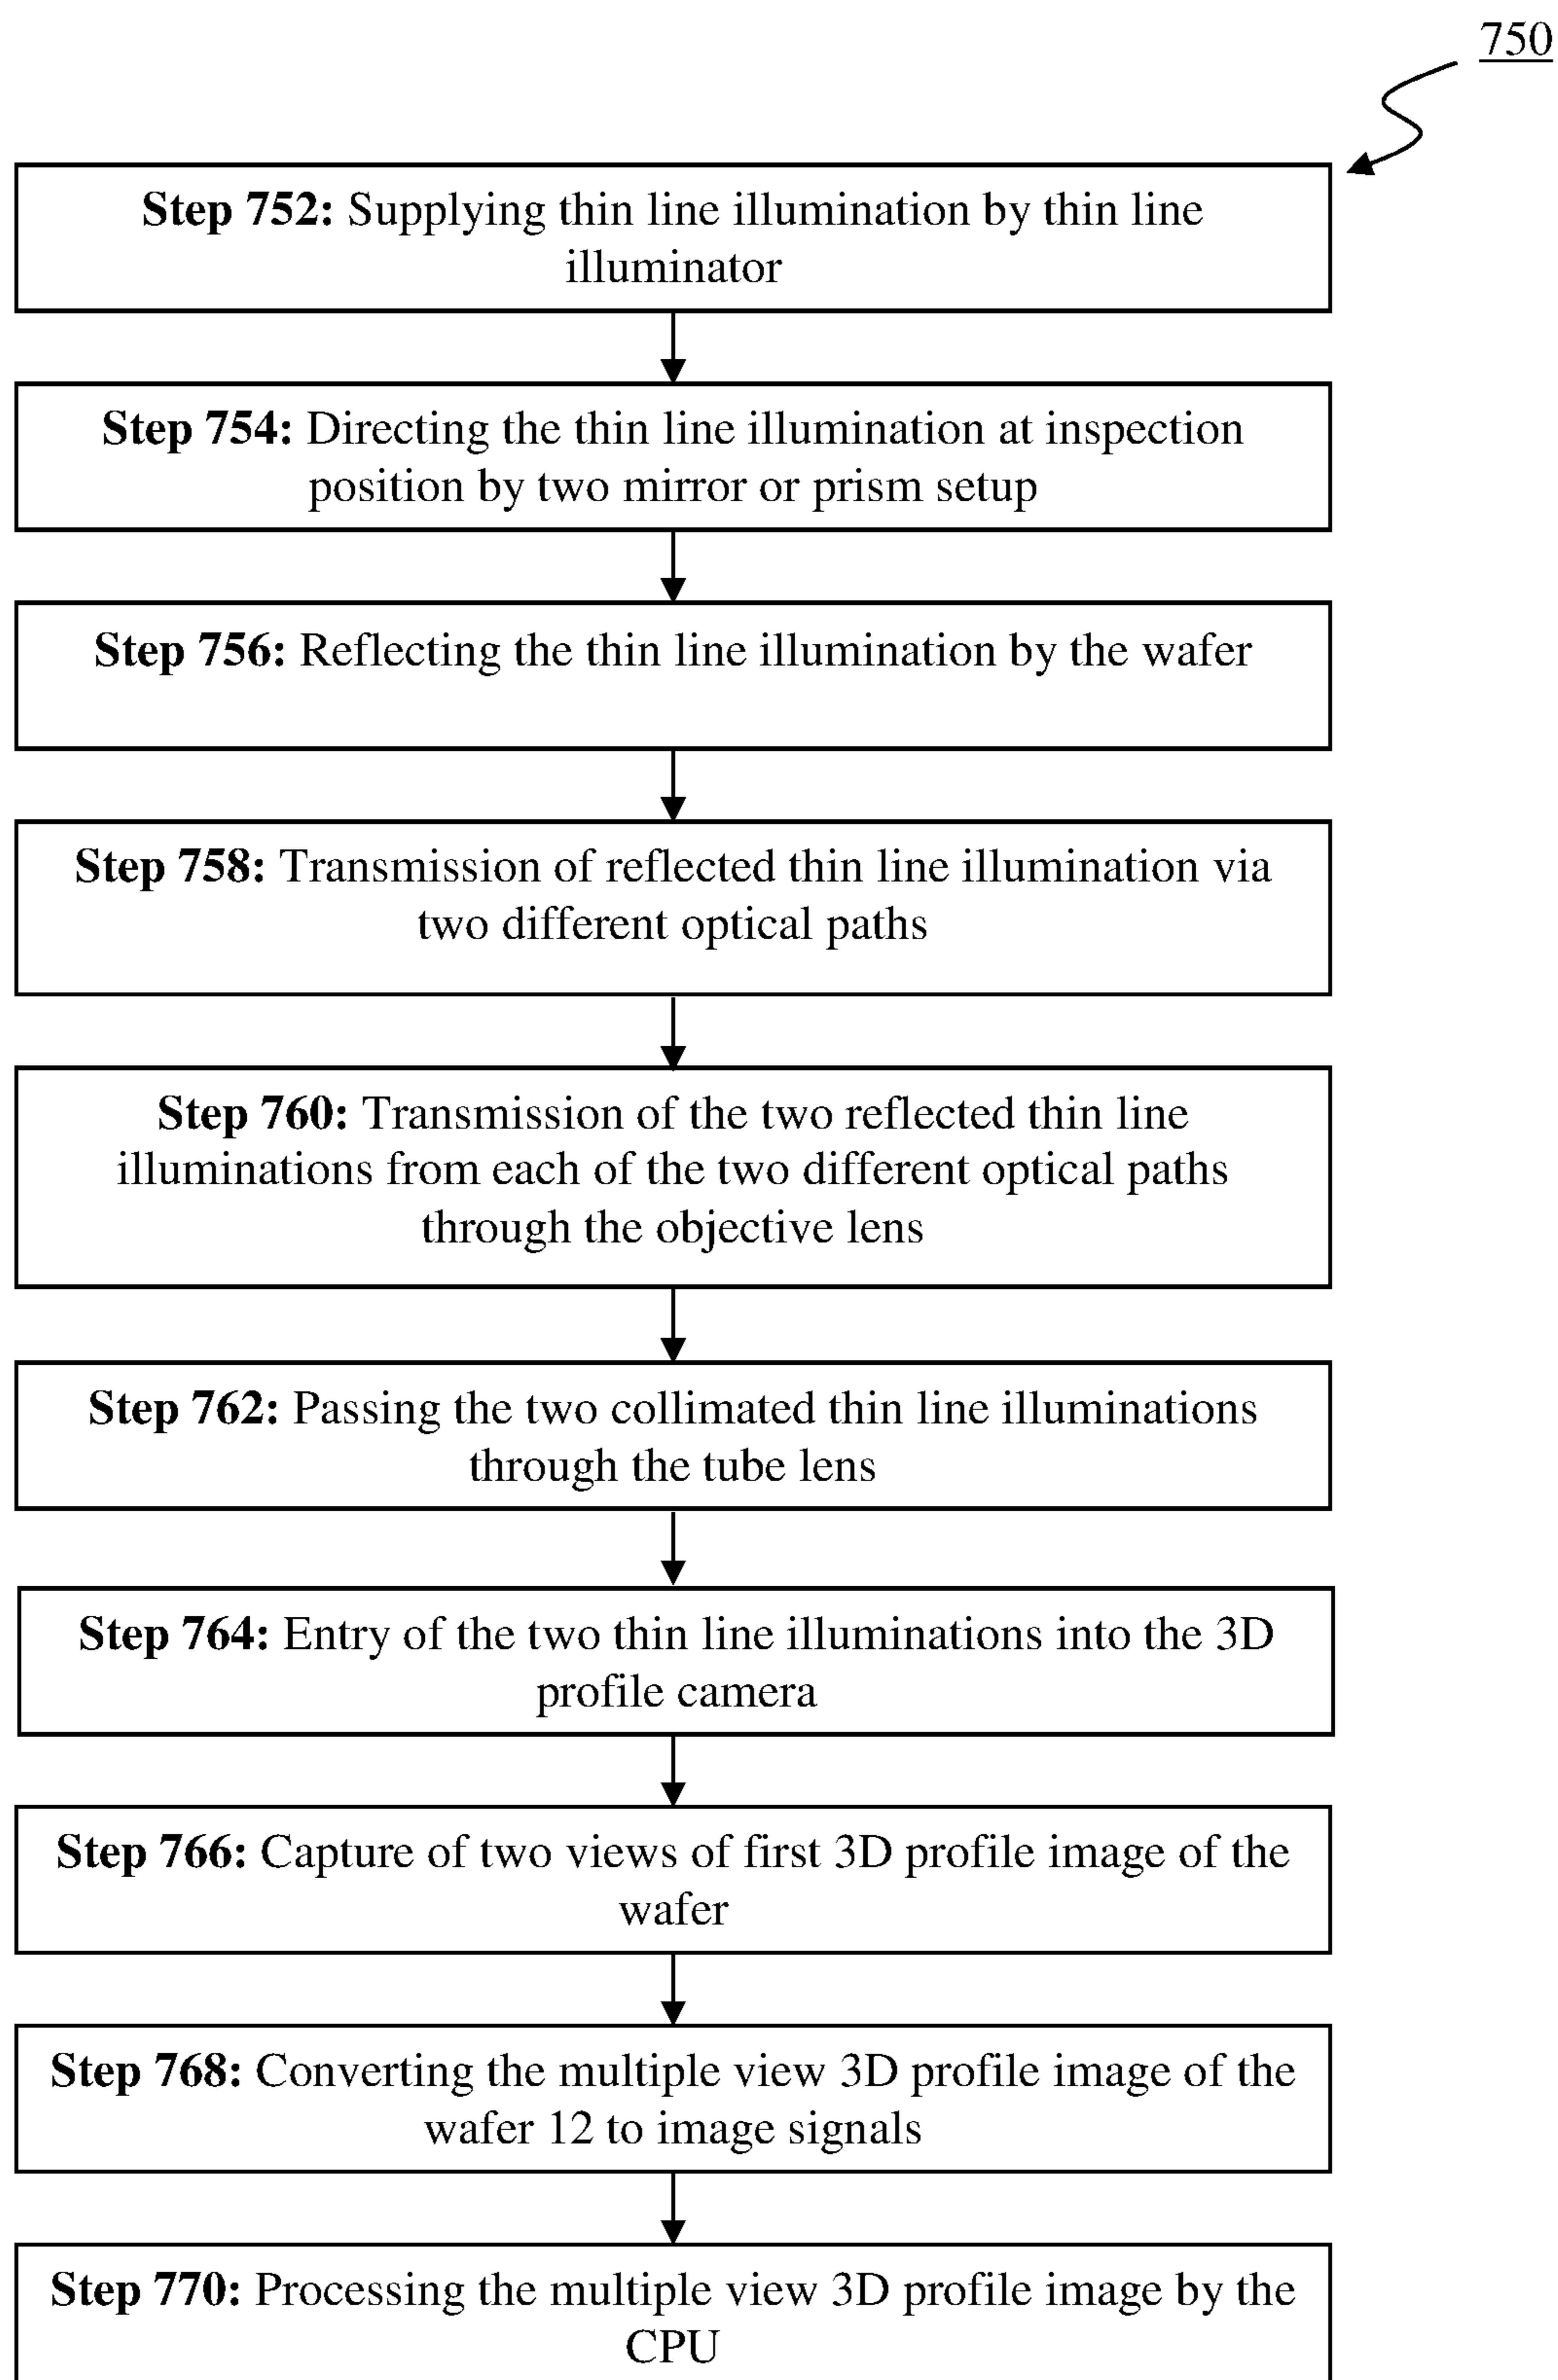 750
Step 752: Supplying thin line illumination by thin line
illuminator
Step 754: Directing the thin line illumination at inspection
position by two mirror or prism setup
Step 756: Reflecting the thin line illumination by the wafer
Step 758: Transmission of reflected thin line illumination via
two different optical paths
Step 760: Transmission of the two reflected thin line
illuminations from each of the two different optical paths
through the objective lens
Step 762: Passing the two collimated thin line illuminations
through the tube lens
Step 764: Entry of the two thin line illuminations into the 3D
profile camera
Step 766: Capture of two views of first 3D profile image of the
wafer
Step 768: Converting the multiple view 3D profile image of the
wafer 12 to image signals
Step 770: Processing the multiple view 3D profile image by the
CPU